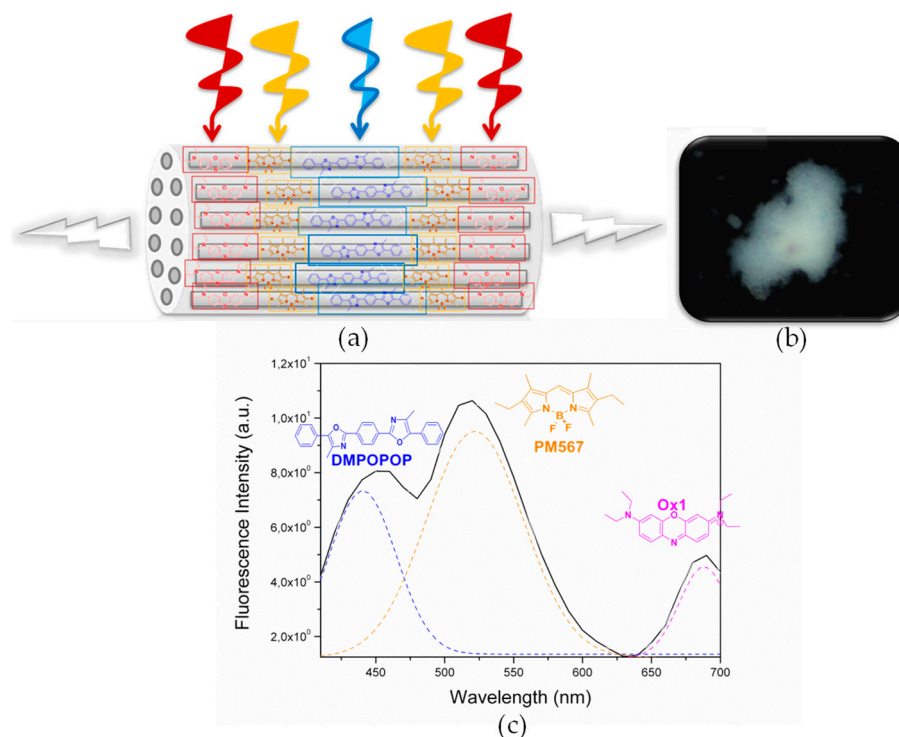 (a)
(b)
1,2x10¹
1,0x10¹
8,0x10⁰
6,0x10⁰
4,0x10⁰
2,0x10⁰
Fluorescence Intensity (a.u.)
DMPOPOP
O
N
N
O
PM567
N
N
B
F
F
Ox1
N
O
N
N
450
500
550
600
650
700
Wavelength (nm)
(c)